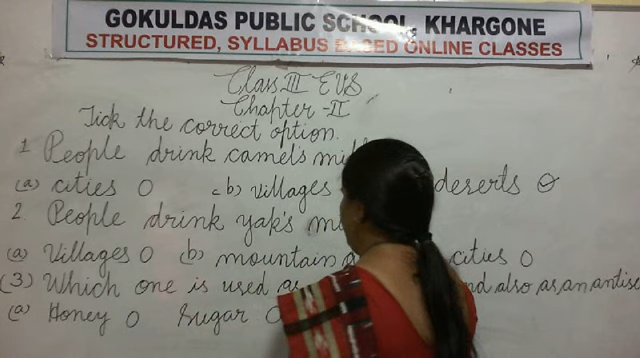 GOKULDAS PUBLIC SCHOOL, KHARGONE
STRUCTURED, SYLLABUS BASED ONLINE CLASSES
Class III EVS
Chapter-II
Tick the correct option.
1 People drink camel's
(a) cities O (b) villages deserts
2. People drink yak's
(a) Villages O (b) mountain cities O
(3) Which one is used as and also as an
(a) Honey O Sugar O